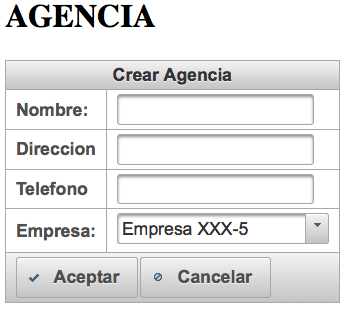 AGENCIA
Crear Agencia
Nombre:
Direccion
Telefono
Empresa: Empresa XXX-5
Aceptar Cancelar